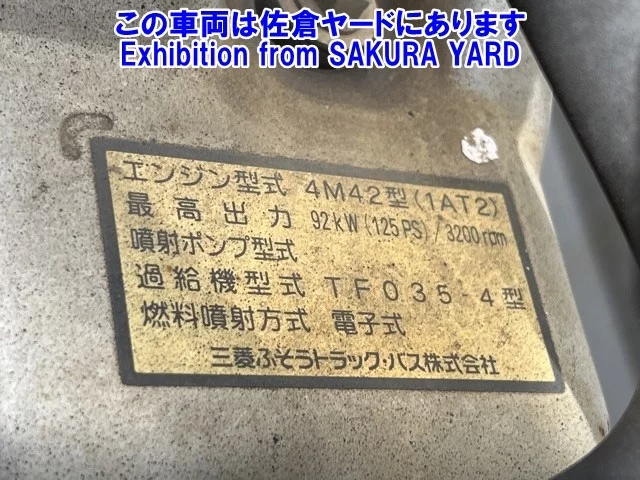 この車両は佐倉ヤードにあります
Exhibition from SAKURA YARD
エンジン型式 4M42型(1AT2)
最高出力 92kW(125PS)/3200rpm
噴射ポンプ型式
過給機型式 TF035-4型
燃料噴射方式 電子式
三菱ふそうトラック・バス株式会社